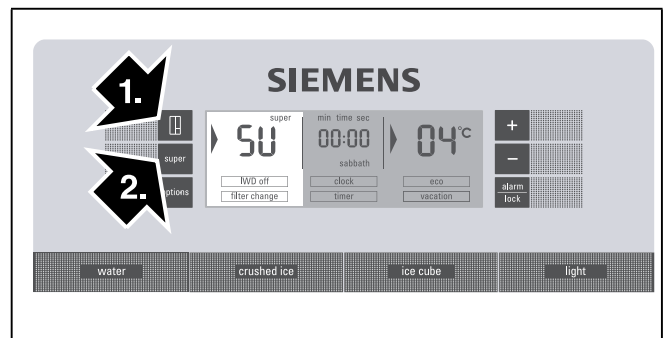 SIEMENS
1.
super
2.
options
super
SU
IWD off
filter change
min time sec
00:00
sabbath
clock
timer
04°C
eco
vacation
+
−
alarm
lock
water
crushed ice
ice cube
light